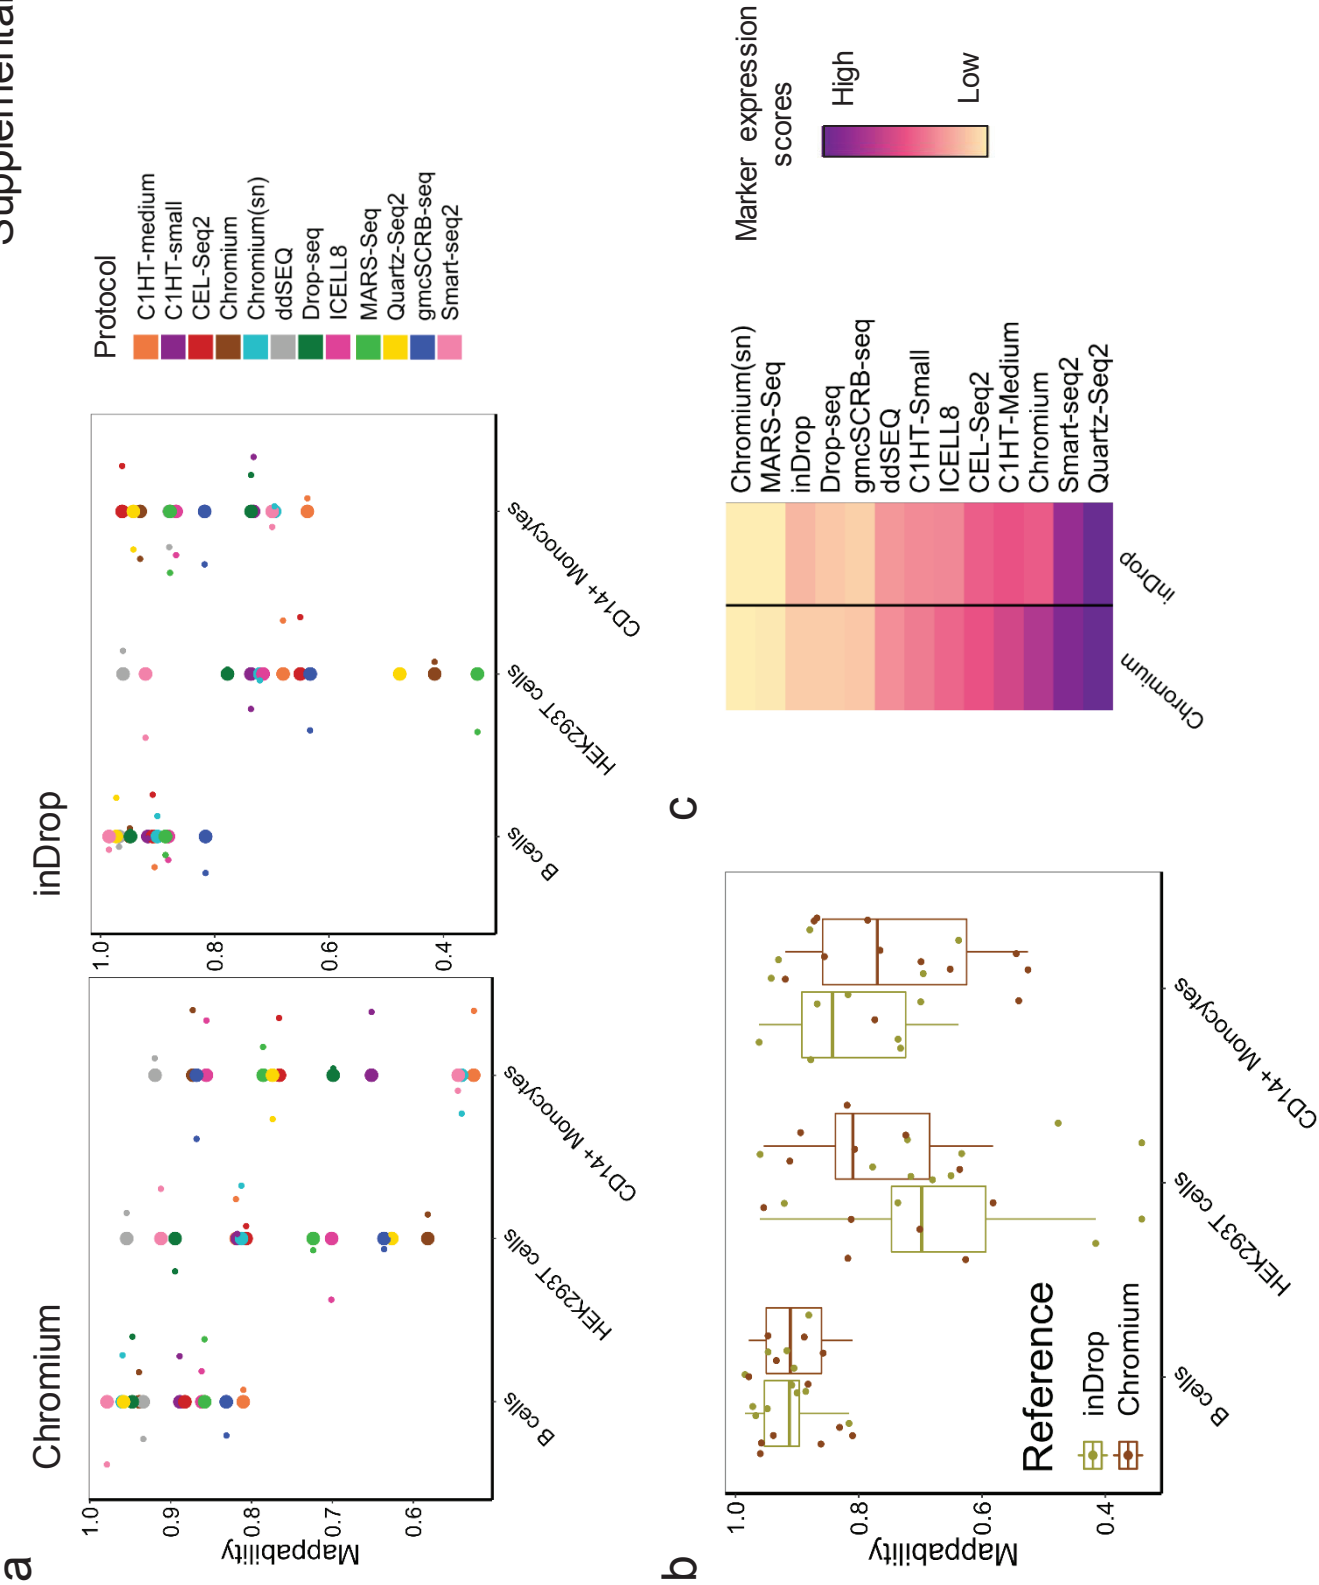 Supplemental
a
Chromium
Mappability
1.0
0.9
0.8
0.7
0.6
B cells
HEK293T cells
CD14+ Monocytes
inDrop
1.0
0.8
0.6
0.4
B cells
HEK293T cells
CD14+ Monocytes
Protocol
C1HT-medium
C1HT-small
CEL-Seq2
Chromium
Chromium(sn)
ddSEQ
Drop-seq
ICELL8
MARS-Seq
Quartz-Seq2
gmcSCRB-seq
Smart-seq2
b
Mappability
1.0
0.8
0.6
0.4
B cells
HEK293T cells
CD14+ Monocytes
Reference
inDrop
Chromium
c
Chromium(sn)
MARS-Seq
inDrop
Drop-seq
gmcSCRB-seq
ddSEQ
C1HT-Small
ICELL8
CEL-Seq2
C1HT-Medium
Chromium
Smart-seq2
Quartz-Seq2
Chromium
inDrop
Marker expression
scores
High
Low